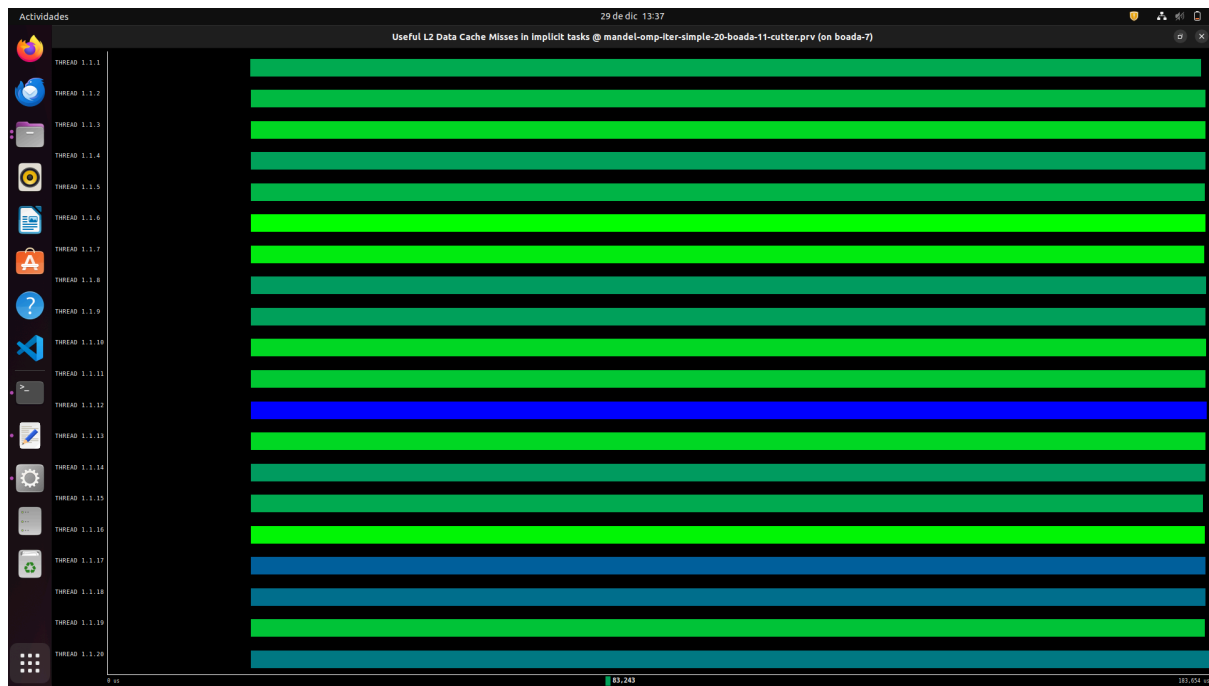 Actividades
29 de dic 13:37
Useful L2 Data Cache Misses in implicit tasks @ mandel-omp-iter-simple-20-boada-11-cutter.prv (on boada-7)
THREAD 1.1.1
THREAD 1.1.2
THREAD 1.1.3
THREAD 1.1.4
THREAD 1.1.5
THREAD 1.1.6
THREAD 1.1.7
THREAD 1.1.8
THREAD 1.1.9
THREAD 1.1.10
THREAD 1.1.11
THREAD 1.1.12
THREAD 1.1.13
THREAD 1.1.14
THREAD 1.1.15
THREAD 1.1.16
THREAD 1.1.17
THREAD 1.1.18
THREAD 1.1.19
THREAD 1.1.20
0 us 83,243 183.654 us